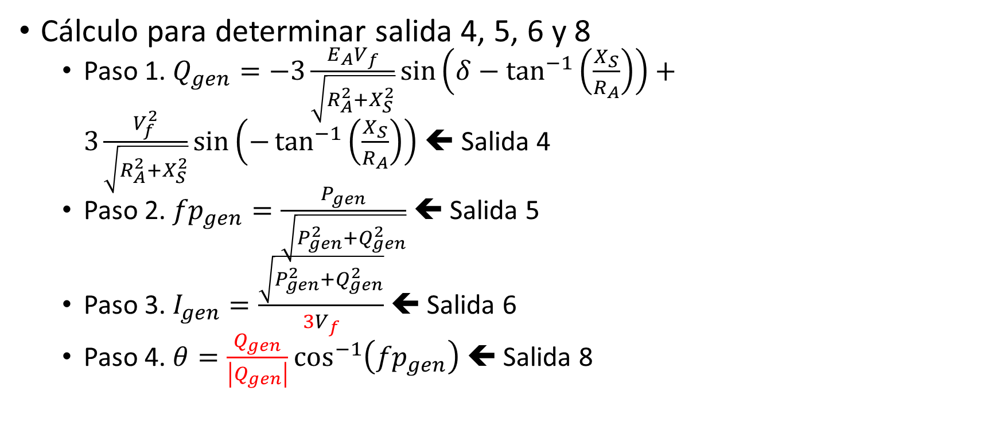 • Cálculo para determinar salida 4, 5, 6 y 8
• Paso 1. $Q_{gen} = -3\frac{E_A V_f}{\sqrt{R_A^2+X_S^2}}\sin\left(\delta - \tan^{-1}\left(\frac{X_S}{R_A}\right)\right) +$
$3\frac{V_f^2}{\sqrt{R_A^2+X_S^2}}\sin\left(-\tan^{-1}\left(\frac{X_S}{R_A}\right)\right)$ 🡸 Salida 4
• Paso 2. $fp_{gen} = \frac{P_{gen}}{\sqrt{P_{gen}^2+Q_{gen}^2}}$ 🡸 Salida 5
• Paso 3. $I_{gen} = \frac{\sqrt{P_{gen}^2+Q_{gen}^2}}{3V_f}$ 🡸 Salida 6
• Paso 4. $\theta = \frac{Q_{gen}}{|Q_{gen}|}\cos^{-1}(fp_{gen})$ 🡸 Salida 8